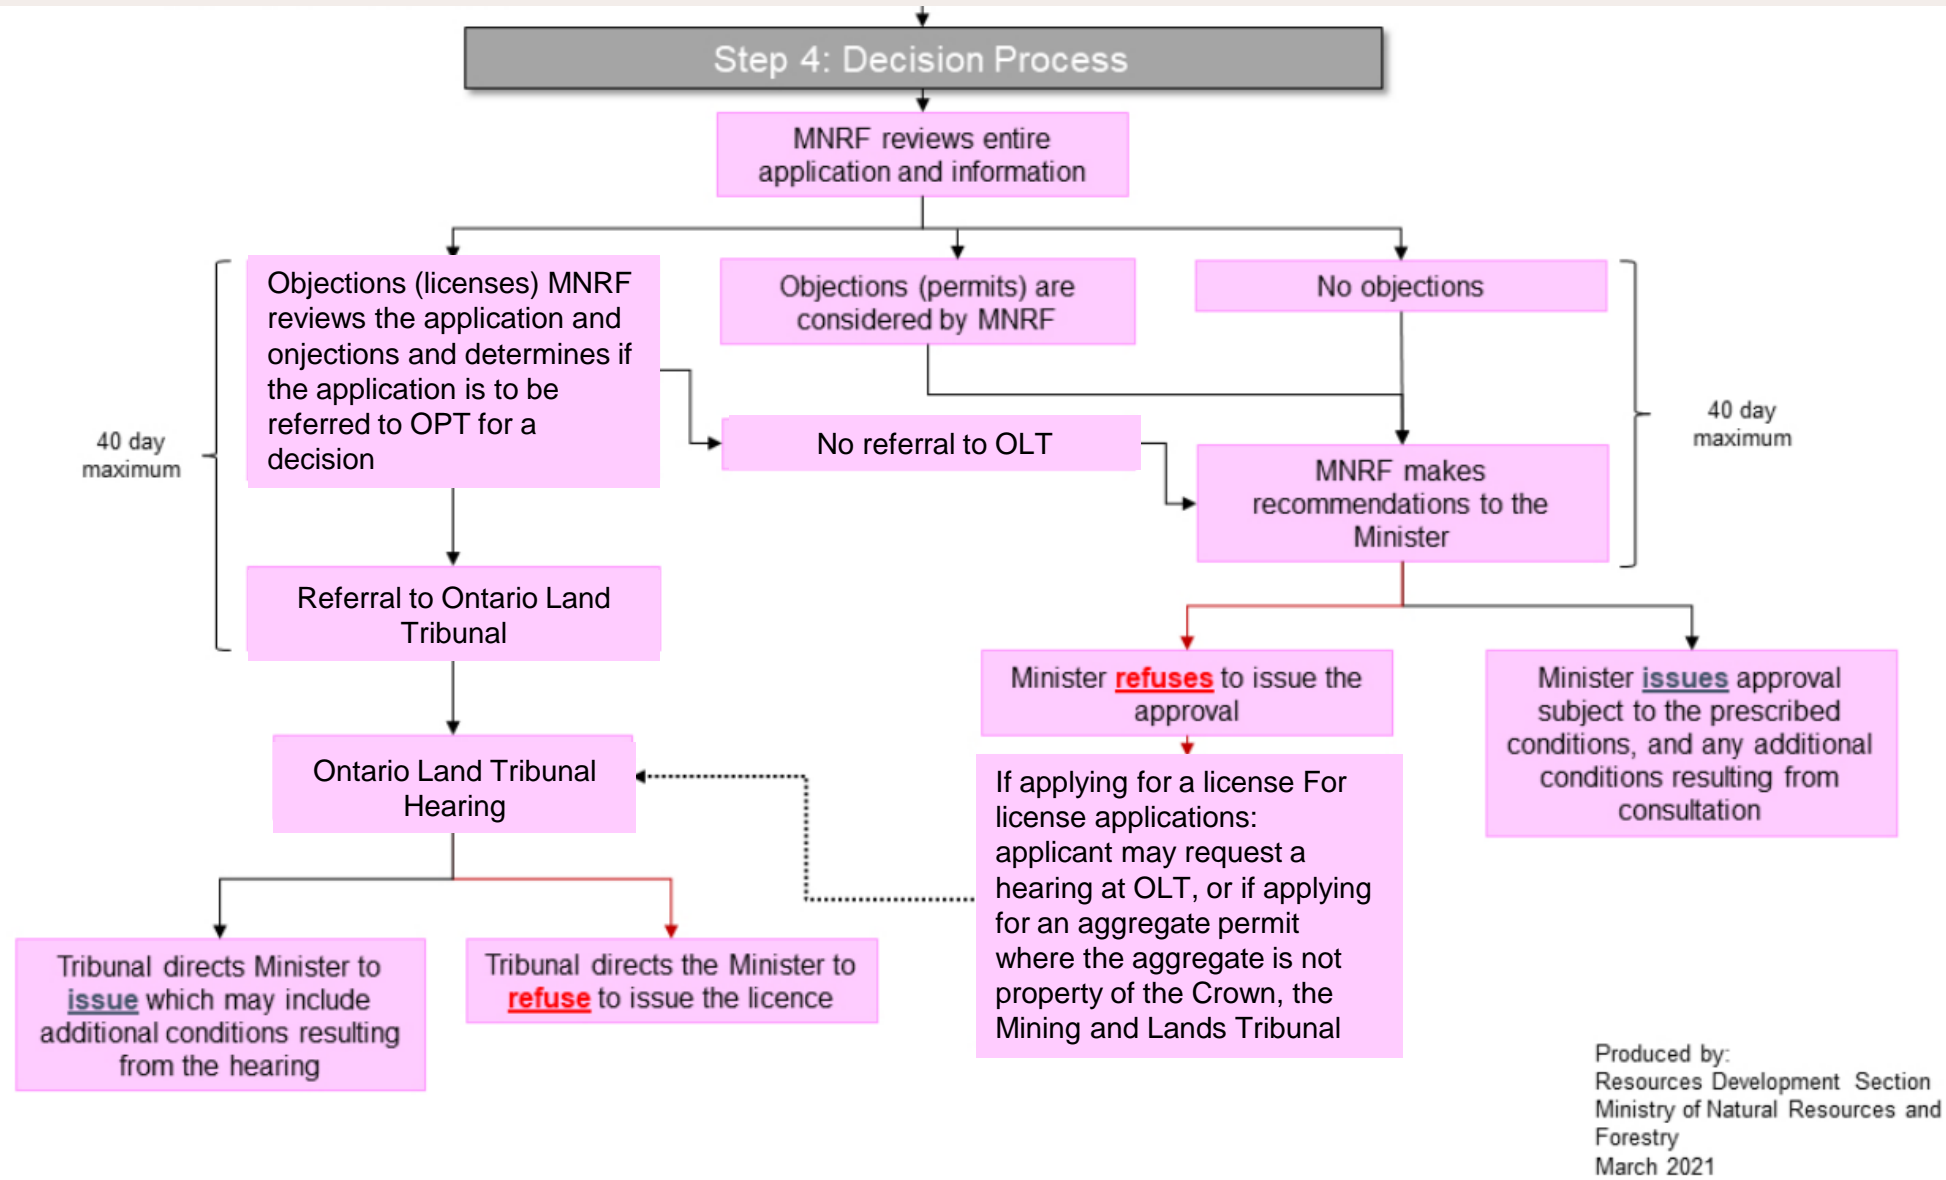 Step 4: Decision Process
MNRF reviews entire
application and information
Objections (licenses) MNRF
reviews the application and
onjections and determines if
the application is to be
referred to OPT for a
decision
Objections (permits) are
considered by MNRF
No objections
40 day
maximum
No referral to OLT
40 day
maximum
MNRF makes
recommendations to the
Minister
Referral to Ontario Land
Tribunal
Minister refuses to issue the
approval
Minister issues approval
subject to the prescribed
conditions, and any additional
conditions resulting from
consultation
Ontario Land Tribunal
Hearing
If applying for a license For
license applications:
applicant may request a
hearing at OLT, or if applying
for an aggregate permit
where the aggregate is not
property of the Crown, the
Mining and Lands Tribunal
Tribunal directs Minister to
issue which may include
additional conditions resulting
from the hearing
Tribunal directs the Minister to
refuse to issue the licence
Produced by:
Resources Development Section
Ministry of Natural Resources and
Forestry
March 2021